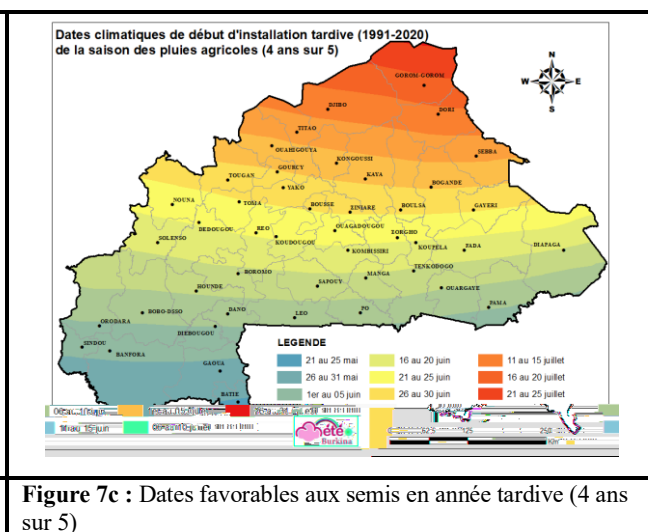 Dates climatiques de début d'installation tardive (1991-2020)
de la saison des pluies agricoles (4 ans sur 5)
N
W E
S
GOROM-GOROM
DJIBO
DORI
TITAO
OUAHIGOUYA
SEBBA
KONGOUSSI
GOURCY
TOUGAN
KAYA
YAKO
BOGANDE
NOUNA
TOMA
BOUSSE
ZINIARE
BOULSA
GAYERI
DEDOUGOU
REO
OUAGADOUGOU
SOLENSO
KOUDOUGOU
ZORGHO
KOUPELA
FADA
DIAPAGA
KOMBISSIRI
BOROMO
TENKODOGO
MANGA
HOUNDE
SAPOUY
OUARGAYE
BOBO-DISSO
DANO
LEO
PO
PAMA
ORODARA
DIEBOUGOU
SINDOU
BANFORA
GAOUA
BATIE
LEGENDE
21 au 25 mai
16 au 20 juin
11 au 15 juillet
26 au 31 mai
21 au 25 juin
16 au 20 juillet
1er au 05 juin
26 au 30 juin
21 au 25 juillet
été
Burkina
Figure 7c : Dates favorables aux semis en année tardive (4 ans
sur 5)